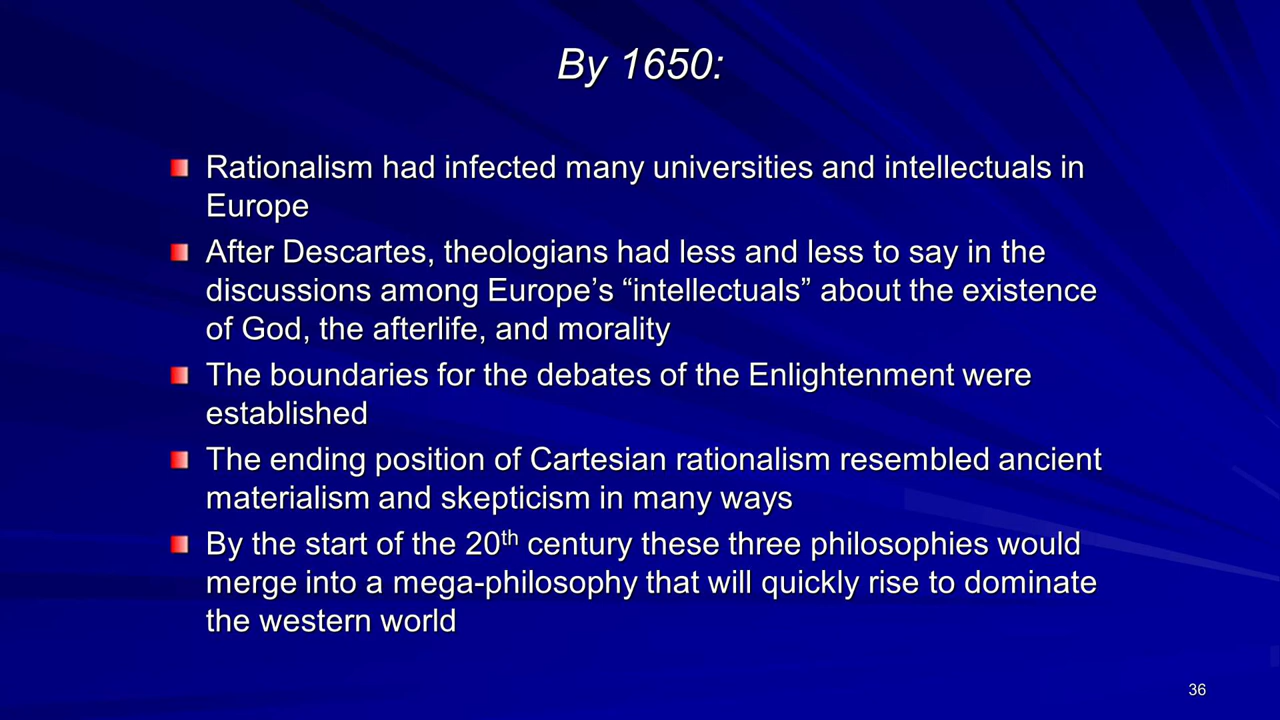 By 1650:
Rationalism had infected many universities and intellectuals in
Europe
After Descartes, theologians had less and less to say in the
discussions among Europe’s “intellectuals” about the existence
of God, the afterlife, and morality
The boundaries for the debates of the Enlightenment were
established
The ending position of Cartesian rationalism resembled ancient
materialism and skepticism in many ways
By the start of the 20th century these three philosophies would
merge into a mega-philosophy that will quickly rise to dominate
the western world
36